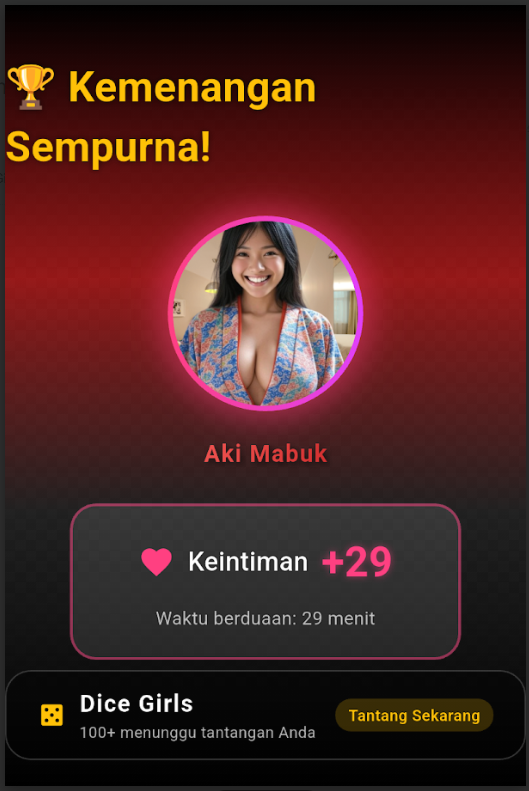 🏆 Kemenangan
Sempurna!
Aki Mabuk
Keintiman +29
Waktu berduaan: 29 menit
Dice Girls
100+ menunggu tantangan Anda
Tantang Sekarang